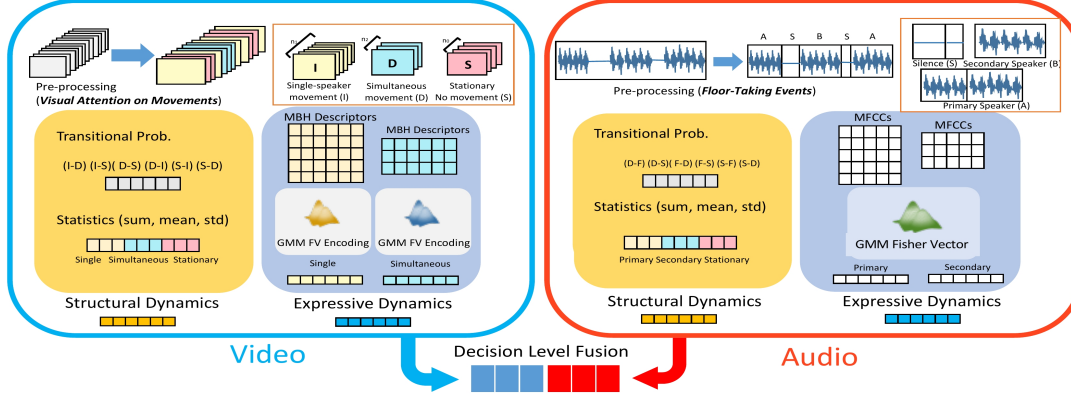 Pre-processing
(Visual Attention on Movements)
n₁
I
Single-speaker
movement (I)
n₂
D
Simultaneous
movement (D)
S
Stationary
No movement (S)
Transitional Prob.
(I-D) (I-S)( D-S) (D-I) (S-I) (S-D)
Statistics (sum, mean, std)
Single Simultaneous Stationary
Structural Dynamics
MBH Descriptors
MBH Descriptors
GMM FV Encoding
GMM FV Encoding
Single
Simultaneous
Expressive Dynamics
Video
A S B S A
Pre-processing (Floor-Taking Events)
Silence (S)
Secondary Speaker (B)
Primary Speaker (A)
Transitional Prob.
(D-F) (D-S) (F-D) (F-S) (S-F) (S-D)
Statistics (sum, mean, std)
Primary Secondary Stationary
Structural Dynamics
MFCCs
MFCCs
GMM Fisher Vector
Primary
Secondary
Expressive Dynamics
Audio
Decision Level Fusion